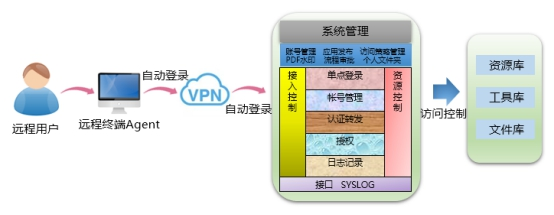 远程用户
远程终端Agent
自动登录
VPN
自动登录
系统管理
账号管理 应用发布 访问策略管理
PDF水印 流程审批 个人文件夹
接入控制
单点登录
帐号管理
认证转发
授权
日志记录
资源控制
接口 SYSLOG
访问控制
资源库
工具库
文件库